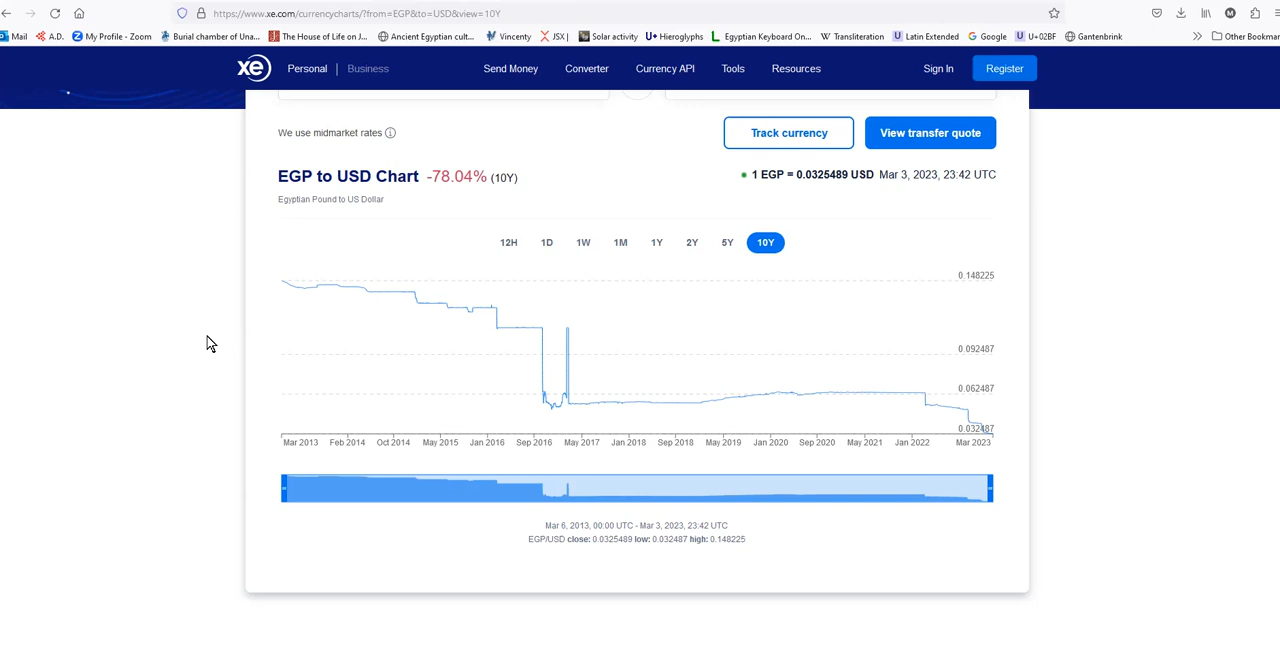 https://www.xe.com/currencycharts/?from=EGP&to=USD&view=10Y
Mail A.D. My Profile - Zoom Burial chamber of Una... The House of Life on J... Ancient Egyptian cult... Vincenty JSX | Solar activity U+ Hieroglyphs Egyptian Keyboard On... Transliteration Latin Extended Google U+02BF Gantenbrink Other Bookmar
xe Personal Business Send Money Converter Currency API Tools Resources Sign In Register
We use midmarket rates Track currency View transfer quote
EGP to USD Chart -78.04% (10Y) 1 EGP = 0.0325489 USD Mar 3, 2023, 23:42 UTC
Egyptian Pound to US Dollar
12H 1D 1W 1M 1Y 2Y 5Y 10Y
0.148225
0.092487
0.062487
0.032487
Mar 2013 Feb 2014 Oct 2014 May 2015 Jan 2016 Sep 2016 May 2017 Jan 2018 Sep 2018 May 2019 Jan 2020 Sep 2020 May 2021 Jan 2022 Mar 2023
Mar 6, 2013, 00:00 UTC - Mar 3, 2023, 23:42 UTC
EGP/USD close: 0.0325489 low: 0.032487 high: 0.148225